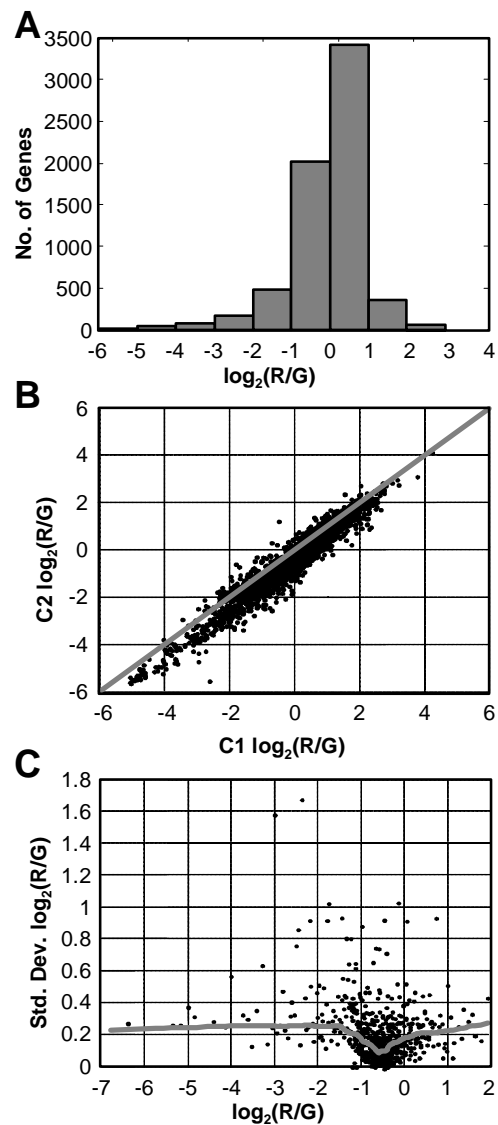 A
No. of Genes
3500
3000
2500
2000
1500
1000
500
0
-6 -5 -4 -3 -2 -1 0 1 2 3 4
log2(R/G)
B
C2 log2(R/G)
6
4
2
0
-2
-4
-6
-6 -4 -2 0 2 4 6
C1 log2(R/G)
C
Std. Dev. log2(R/G)
1.8
1.6
1.4
1.2
1
0.8
0.6
0.4
0.2
0
-7 -6 -5 -4 -3 -2 -1 0 1 2
log2(R/G)